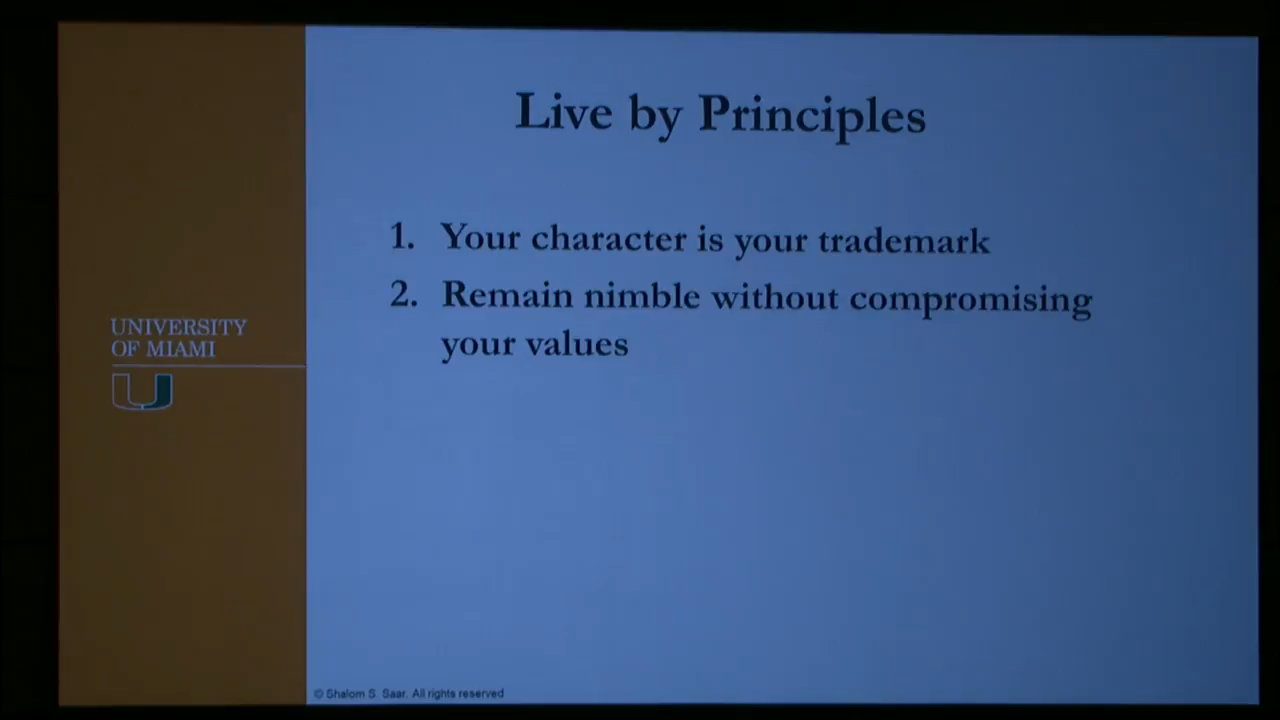 Live by Principles
1. Your character is your trademark
2. Remain nimble without compromising
your values
UNIVERSITY
OF MIAMI
© Shalom S. Saar. All rights reserved